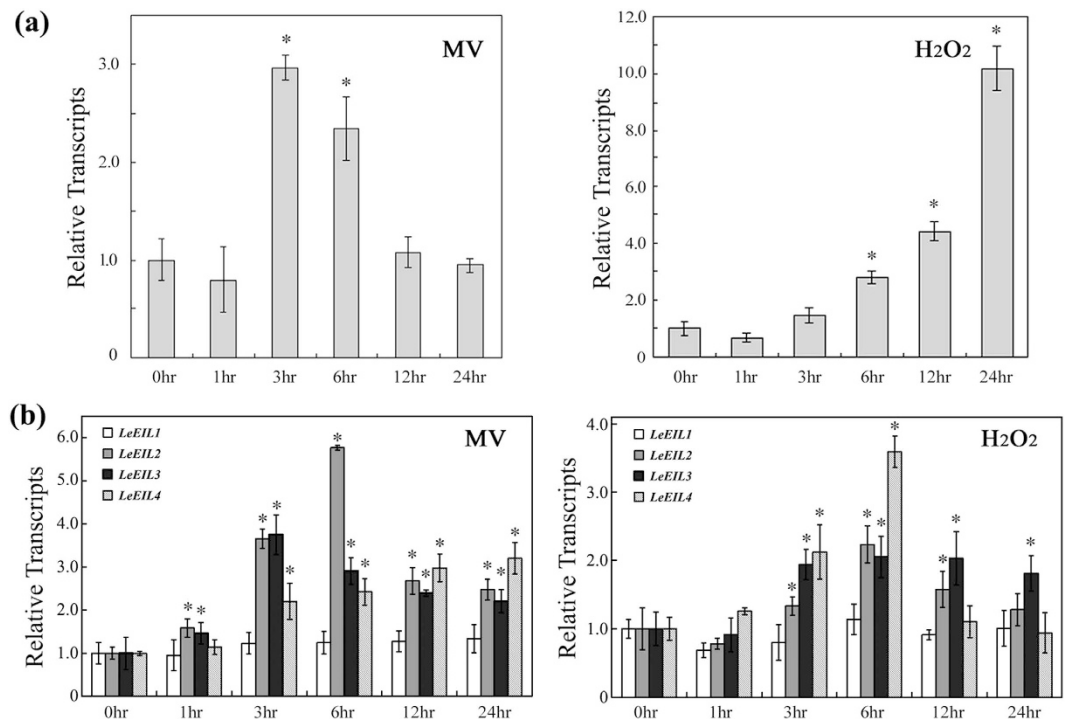 (a)
MV
Relative Transcripts
3.0
2.0
1.0
0
0hr 1hr 3hr 6hr 12hr 24hr
* *
H2O2
Relative Transcripts
12.0
10.0
8.0
6.0
4.0
2.0
0
0hr 1hr 3hr 6hr 12hr 24hr
* * *
(b)
MV
LeEIL1
LeEIL2
LeEIL3
LeEIL4
Relative Transcripts
6.0
5.0
4.0
3.0
2.0
1.0
0
0hr 1hr 3hr 6hr 12hr 24hr
* * * * * * * * * * * * * *
H2O2
LeEIL1
LeEIL2
LeEIL3
LeEIL4
Relative Transcripts
4.0
3.0
2.0
1.0
0
0hr 1hr 3hr 6hr 12hr 24hr
* * * * * * * * *